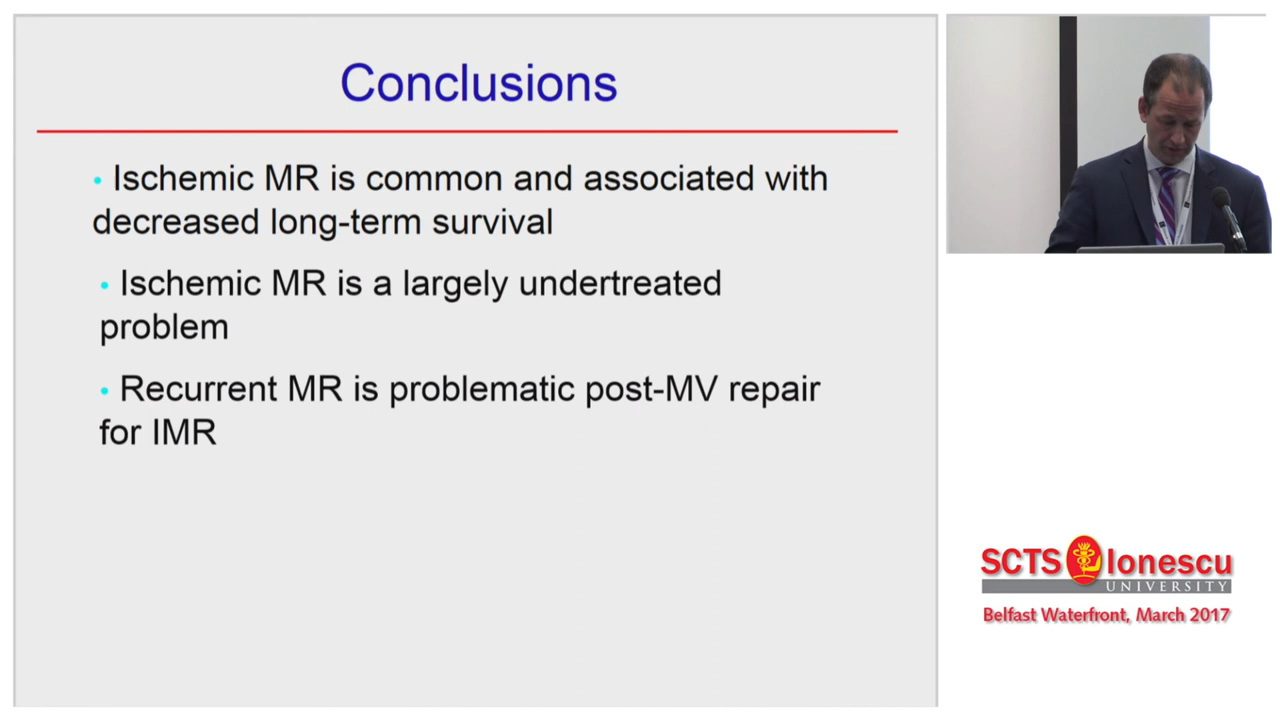 Conclusions
• Ischemic MR is common and associated with
decreased long-term survival
• Ischemic MR is a largely undertreated
problem
• Recurrent MR is problematic post-MV repair
for IMR
SCTS Ionescu
UNIVERSITY
Belfast Waterfront, March 2017